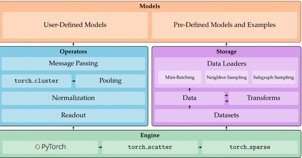 Models
User-Defined Models
Pre-Defined Models and Examples
Operators
Message Passing
torch.cluster
Pooling
Normalization
Readout
Storage
Data Loaders
Mini-Batching
Neighbor Sampling
Subgraph Sampling
Data
Transforms
Datasets
Engine
PyTorch
torch.scatter
torch.sparse